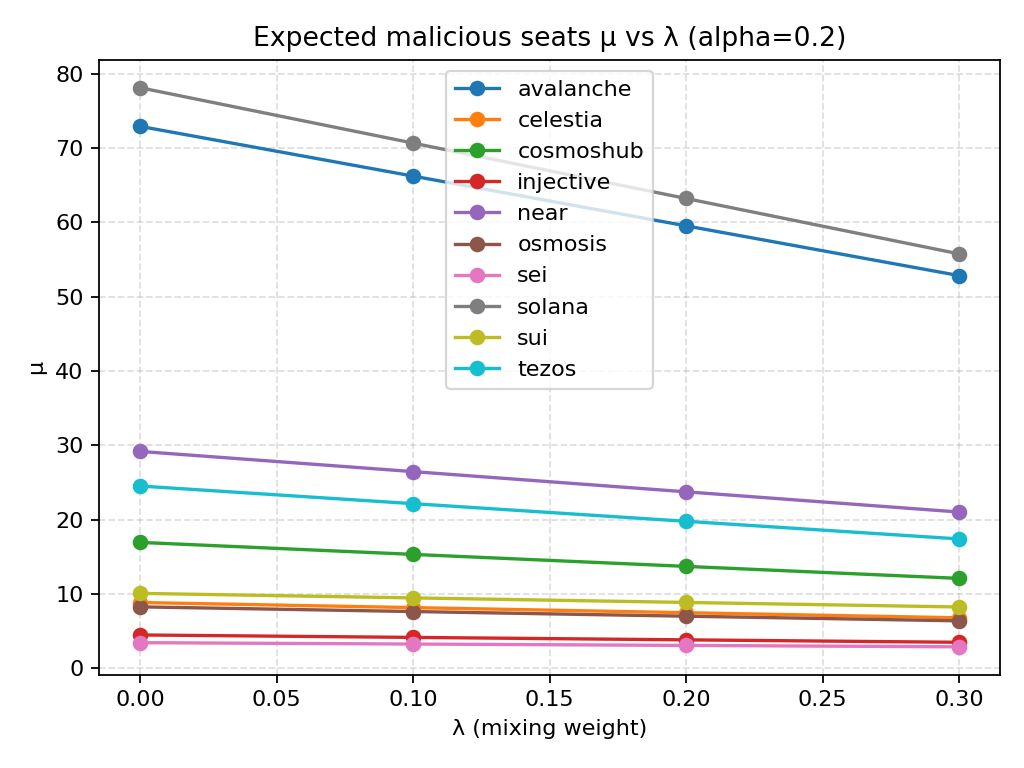 Expected malicious seats μ vs λ (alpha=0.2)
80
70
60
50
40
30
20
10
0
μ
avalanche
celestia
cosmoshub
injective
near
osmosis
sei
solana
sui
tezos
0.00 0.05 0.10 0.15 0.20 0.25 0.30
λ (mixing weight)